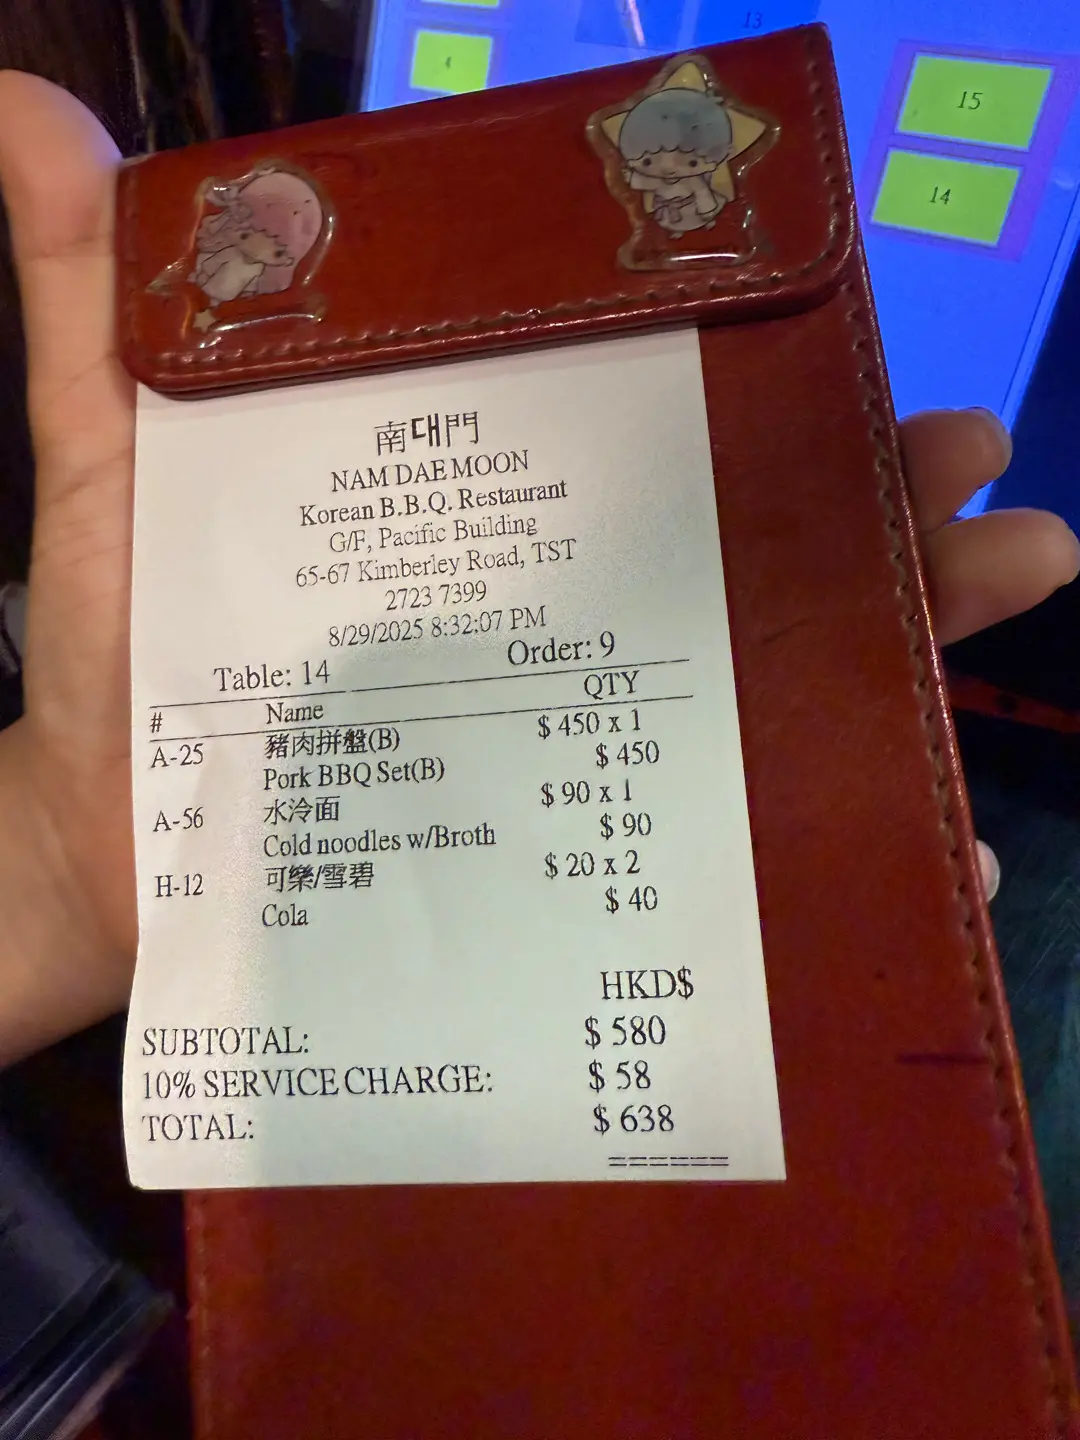 13
4
15
14
南대門
NAM DAE MOON
Korean B.B.Q. Restaurant
G/F, Pacific Building
65-67 Kimberley Road, TST
2723 7399
8/29/2025 8:32:07 PM
Table: 14 Order: 9
# Name QTY
A-25 豬肉拼盤(B) $ 450 x 1
Pork BBQ Set(B) $ 450
A-56 水泠面 $ 90 x 1
Cold noodles w/Broth $ 90
H-12 可樂/雪碧 $ 20 x 2
Cola $ 40
HKD$
SUBTOTAL: $ 580
10% SERVICE CHARGE: $ 58
TOTAL: $ 638
======